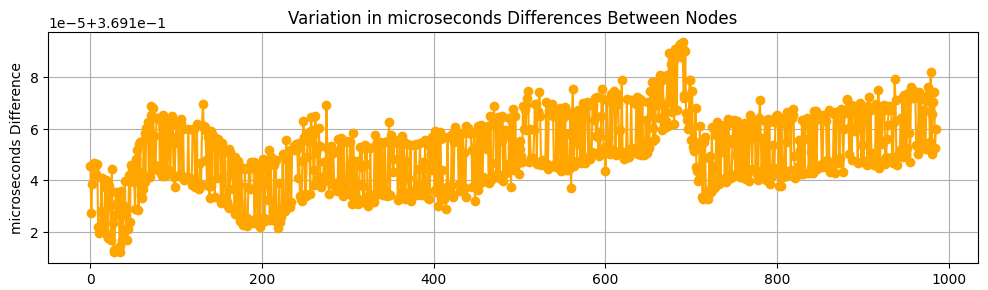 Variation in microseconds Differences Between Nodes
1e−5+3.691e−1
microseconds Difference
8
6
4
2
0 200 400 600 800 1000